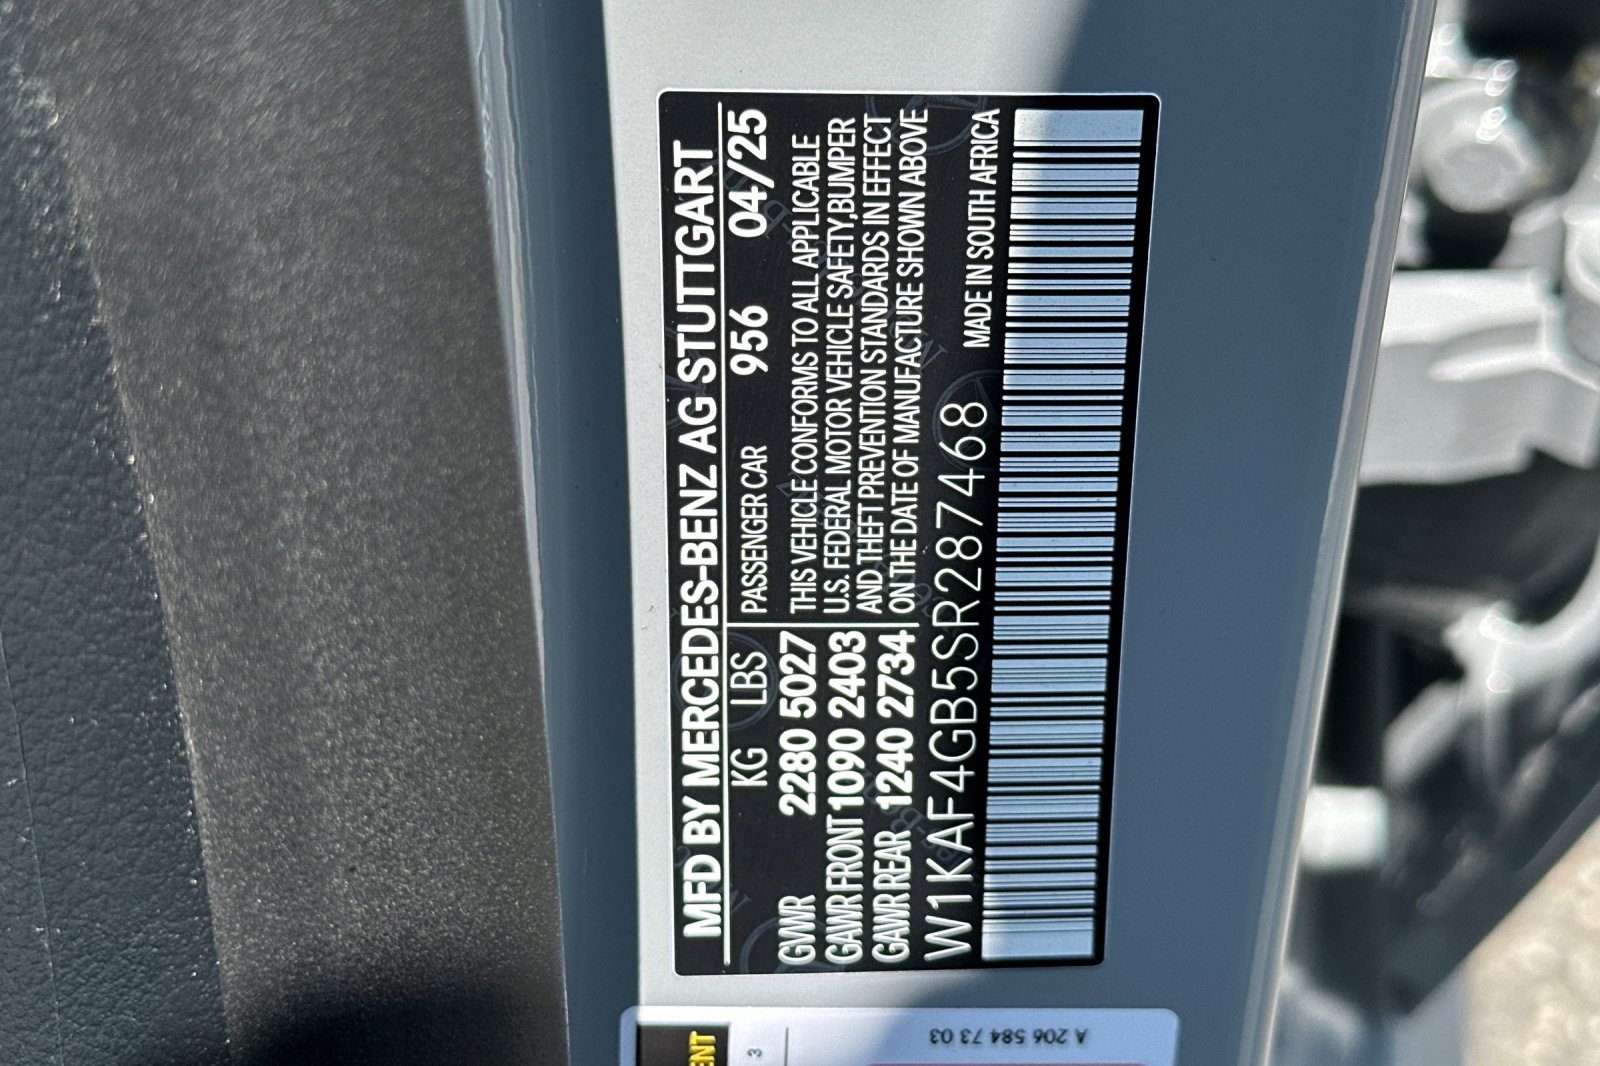 MFD BY MERCEDES-BENZ AG STUTTGART
KG LBS PASSENGER CAR 956 04/25
GVWR 2280 5027
GAWR FRONT 1090 2403
GAWR REAR 1240 2734
THIS VEHICLE CONFORMS TO ALL APPLICABLE
U.S. FEDERAL MOTOR VEHICLE SAFETY,BUMPER
AND THEFT PREVENTION STANDARDS IN EFFECT
ON THE DATE OF MANUFACTURE SHOWN ABOVE
W1KAF4GB5SR287468 MADE IN SOUTH AFRICA
ENT
3
A 206 584 73 03